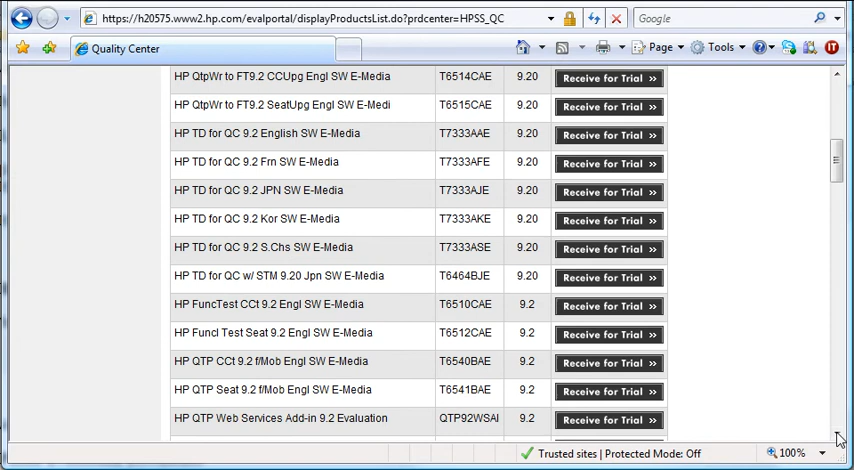 https://h20575.www2.hp.com/evalportal/displayProductsList.do?prdcenter=HPSS_QC
Google
Quality Center
Page
Tools
HP QtpWr to FT9.2 CCUpg Engl SW E-Media T6514CAE 9.20 Receive for Trial »
HP QtpWr to FT9.2 SeatUpg Engl SW E-Medi T6515CAE 9.20 Receive for Trial »
HP TD for QC 9.2 English SW E-Media T7333AAE 9.20 Receive for Trial »
HP TD for QC 9.2 Frn SW E-Media T7333AFE 9.20 Receive for Trial »
HP TD for QC 9.2 JPN SW E-Media T7333AJE 9.20 Receive for Trial »
HP TD for QC 9.2 Kor SW E-Media T7333AKE 9.20 Receive for Trial »
HP TD for QC 9.2 S.Chs SW E-Media T7333ASE 9.20 Receive for Trial »
HP TD for QC w/ STM 9.20 Jpn SW E-Media T6464BJE 9.20 Receive for Trial »
HP FuncTest CCt 9.2 Engl SW E-Media T6510CAE 9.2 Receive for Trial »
HP Funcl Test Seat 9.2 Engl SW E-Media T6512CAE 9.2 Receive for Trial »
HP QTP CCt 9.2 f/Mob Engl SW E-Media T6540BAE 9.2 Receive for Trial »
HP QTP Seat 9.2 f/Mob Engl SW E-Media T6541BAE 9.2 Receive for Trial »
HP QTP Web Services Add-in 9.2 Evaluation QTP92WSAI 9.2 Receive for Trial »
Trusted sites | Protected Mode: Off 100%